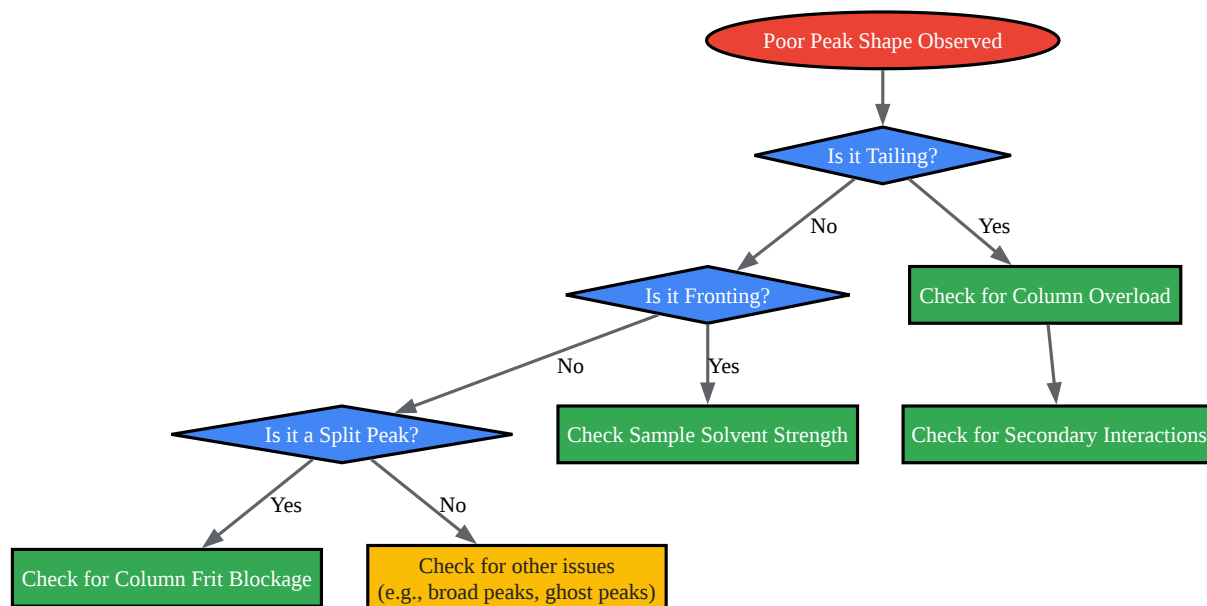 Poor Peak Shape Observed
Is it Tailing?
No
Yes
Is it Fronting?
Check for Column Overload
No
Yes
Is it a Split Peak?
Check Sample Solvent Strength
Check for Secondary Interactions
Yes
No
Check for Column Frit Blockage
Check for other issues
(e.g., broad peaks, ghost peaks)